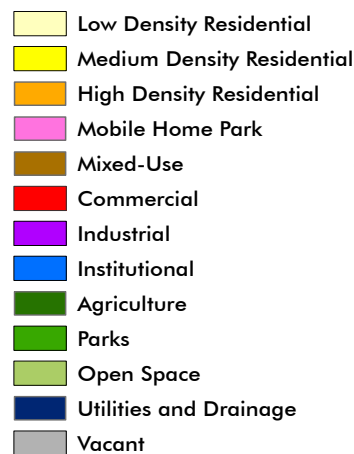 Low Density Residential
Medium Density Residential
High Density Residential
Mobile Home Park
Mixed-Use
Commercial
Industrial
Institutional
Agriculture
Parks
Open Space
Utilities and Drainage
Vacant